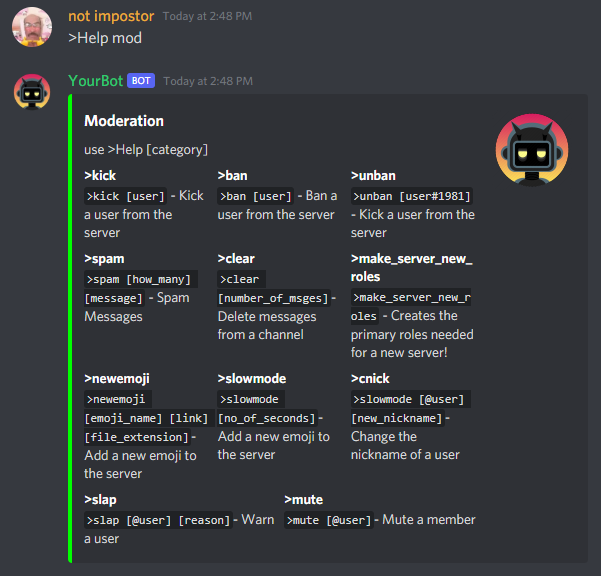 not impostor Today at 2:48 PM
>Help mod
YourBot BOT Today at 2:48 PM
Moderation
use >Help [category]
>kick
>kick [user] - Kick
a user from the
server
>ban
>ban [user] - Ban a
user from the server
>unban
>unban [user#1981]
- Kick a user from the
server
>spam
>spam [how_many]
[message] - Spam
Messages
>clear
>clear
[number_of_msges] -
Delete messages
from a channel
>make_server_new_
roles
>make_server_new_r
oles - Creates the
primary roles needed
for a new server!
>newemoji
>newemoji
[emoji_name] [link]
[file_extension] -
Add a new emoji to
the server
>slowmode
>slowmode
[no_of_seconds] -
Add a new emoji to
the server
>cnick
>slowmode [@user]
[new_nickname] -
Change the
nickname of a user
>slap
>slap [@user] [reason] - Warn
a user
>mute
>mute [@user] - Mute a member